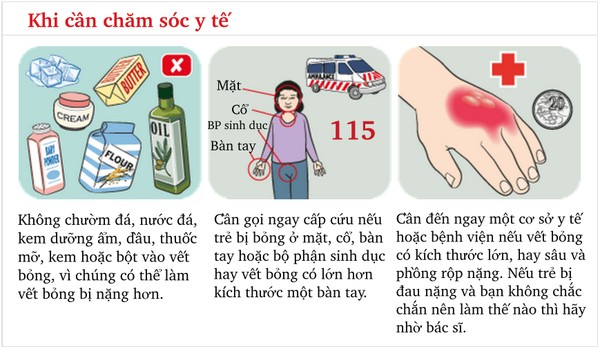 Khi cần chăm sóc y tế
BUTTER
CREAM
OIL
BABY
POWDER
FLOUR
AMBULANCE
Mặt
Cổ
BP sinh dục
Bàn tay
115
20
Không chườm đá, nước đá,
kem dưỡng ẩm, dầu, thuốc
mỡ, kem hoặc bột vào vết
bỏng, vì chúng có thể làm
vết bỏng bị nặng hơn.
Cần gọi ngay cấp cứu nếu
trẻ bị bỏng ở mặt, cổ, bàn
tay hoặc bộ phận sinh dục
hay vết bỏng có lớn hơn
kích thước một bàn tay.
Cần đến ngay một cơ sở y tế
hoặc bệnh viện nếu vết bỏng
có kích thước lớn, hay sâu và
phồng rộp nặng. Nếu trẻ bị
đau nặng và bạn không chắc
chắn nên làm thế nào thì hãy
nhờ bác sĩ.